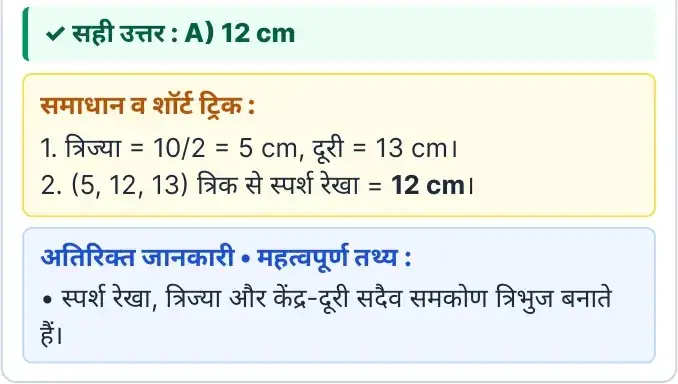 ✓ सही उत्तर : A) 12 cm
समाधान व शॉर्ट ट्रिक :
1. त्रिज्या = 10/2 = 5 cm, दूरी = 13 cm।
2. (5, 12, 13) त्रिक से स्पर्श रेखा = 12 cm।
अतिरिक्त जानकारी • महत्वपूर्ण तथ्य :
• स्पर्श रेखा, त्रिज्या और केंद्र-दूरी सदैव समकोण त्रिभुज बनाते
हैं।